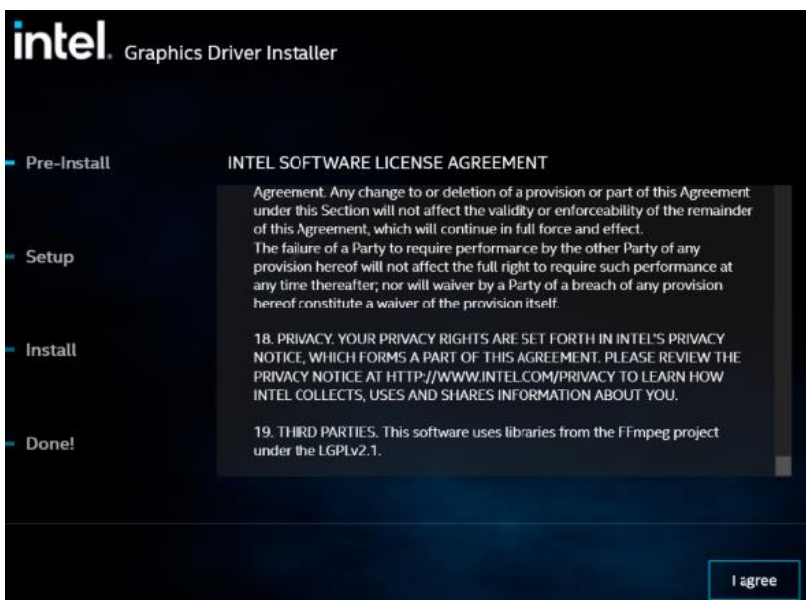 intel. Graphics Driver Installer
Pre-Install
INTEL SOFTWARE LICENSE AGREEMENT
Agreement. Any change to or deletion of a provision or part of this Agreement
under this Section will not affect the validity or enforceability of the remainder
of this Agreement, which will continue in full force and effect.
The failure of a Party to require performance by the other Party of any
provision hereof will not affect the full right to require such performance at
any time thereafter; nor will waiver by a Party of a breach of any provision
hereof constitute a waiver of the provision itself.
Setup
18. PRIVACY. YOUR PRIVACY RIGHTS ARE SET FORTH IN INTEL'S PRIVACY
NOTICE, WHICH FORMS A PART OF THIS AGREEMENT. PLEASE REVIEW THE
PRIVACY NOTICE AT HTTP://WWW.INTEL.COM/PRIVACY TO LEARN HOW
INTEL COLLECTS, USES AND SHARES INFORMATION ABOUT YOU.
Install
19. THIRD PARTIES. This software uses libraries from the FFmpeg project
under the LGPLv2.1.
Done!
I agree